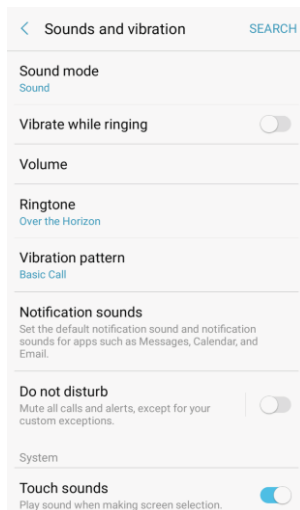 Sounds and vibration SEARCH
Sound mode
Sound
Vibrate while ringing
Volume
Ringtone
Over the Horizon
Vibration pattern
Basic Call
Notification sounds
Set the default notification sound and notification
sounds for apps such as Messages, Calendar, and
Email.
Do not disturb
Mute all calls and alerts, except for your
custom exceptions.
System
Touch sounds
Play sound when making screen selection.